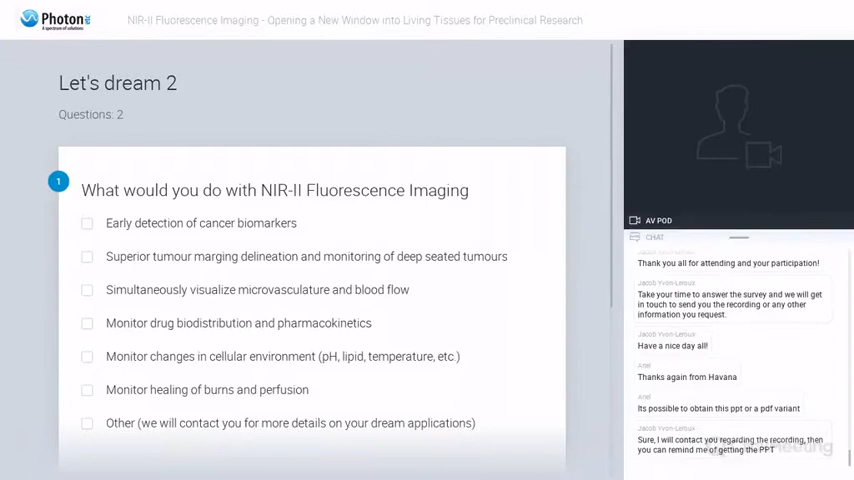 Photon etc
A spectrum of solutions
NIR-II Fluorescence Imaging - Opening a New Window into Living Tissues for Preclinical Research
Let's dream 2
Questions: 2
1
What would you do with NIR-II Fluorescence Imaging
Early detection of cancer biomarkers
Superior tumour marging delineation and monitoring of deep seated tumours
Simultaneously visualize microvasculature and blood flow
Monitor drug biodistribution and pharmacokinetics
Monitor changes in cellular environment (pH, lipid, temperature, etc.)
Monitor healing of burns and perfusion
Other (we will contact you for more details on your dream applications)
AV POD
CHAT
Jacob Yvon-Leroux
Thank you all for attending and your participation!
Jacob Yvon-Leroux
Take your time to answer the survey and we will get
in touch to send you the recording or any other
information you request.
Jacob Yvon-Leroux
Have a nice day all!
Ariel
Thanks again from Havana
Ariel
Its possible to obtain this ppt or a pdf variant
Jacob Yvon-Leroux
Sure, I will contact you regarding the recording, then
you can remind me of getting the PPT